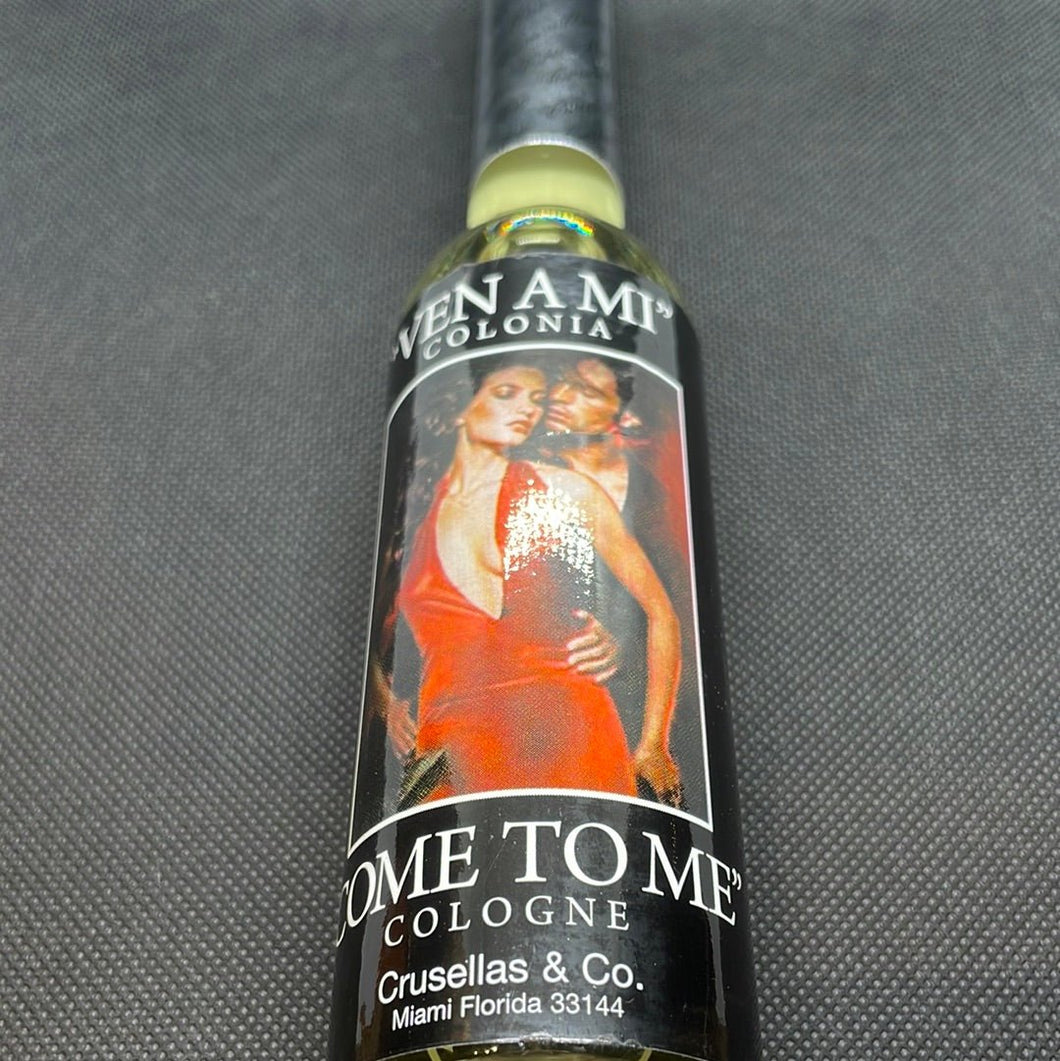 "VEN A MI"
COLONIA
COME TO ME"
COLOGNE
Crusellas & Co.
Miami Florida 33144